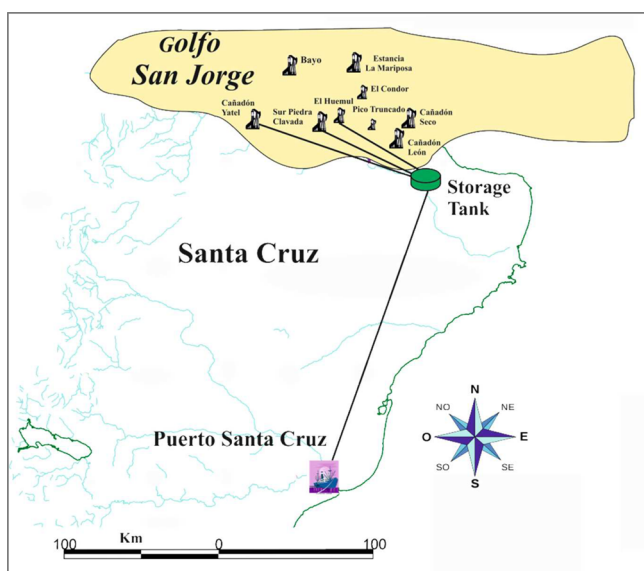 Golfo
San Jorge
Bayo
Estancia
La Mariposa
El Condor
Cañadón
Yatel
Sur Piedra
Clavada
El Huemul
Pico Truncado
Cañadón
Seco
Cañadón
León
Storage
Tank
Santa Cruz
Puerto Santa Cruz
N
NO
NE
O
E
SO
SE
S
Km
100
0
100